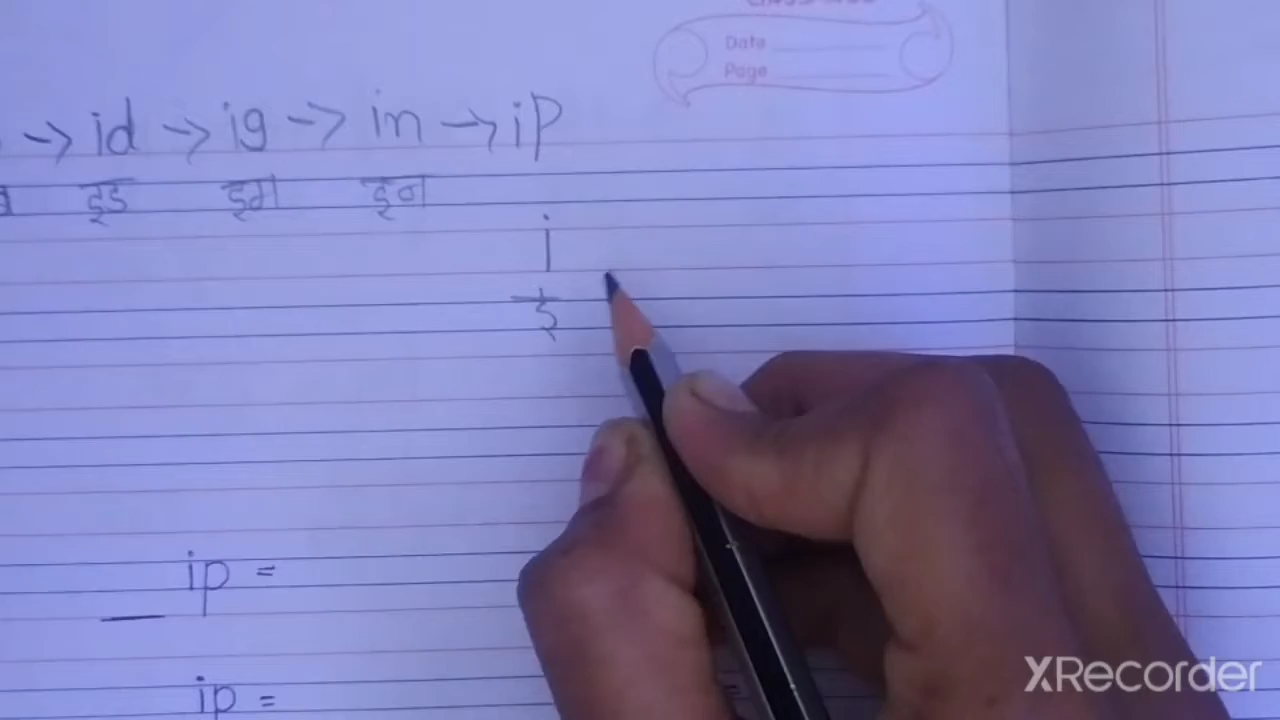 Date
Page
-> id -> ig -> in -> ip
इड इग इन
i
इ
ip =
_ ip =
XRecorder